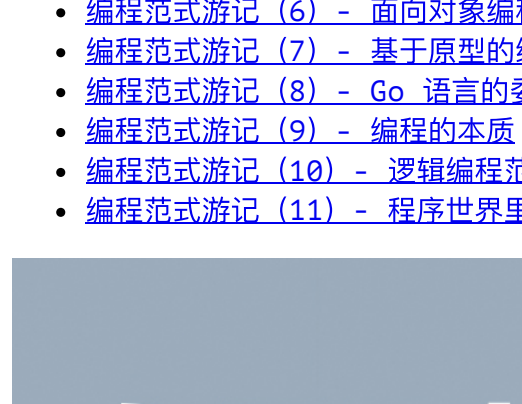 编程范式游记（6）- 面向对象编
编程范式游记（7）- 基于原型的
编程范式游记（8）- Go 语言的
编程范式游记（9）- 编程的本质
编程范式游记（10）- 逻辑编程
编程范式游记（11）- 程序世界